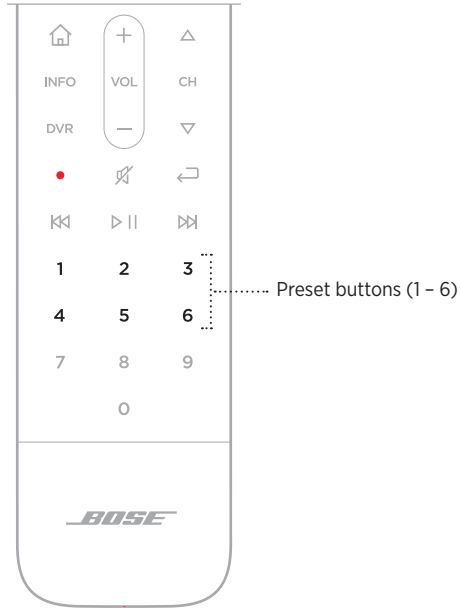 +
INFO VOL CH
DVR −
1 2 3
Preset buttons (1 – 6)
4 5 6
7 8 9
0
BOSE